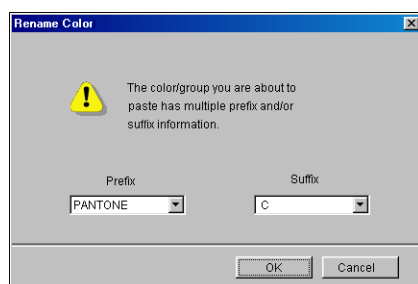 Rename Color
The color/group you are about to
paste has multiple prefix and/or
suffix information.
Prefix Suffix
PANTONE C
OK Cancel